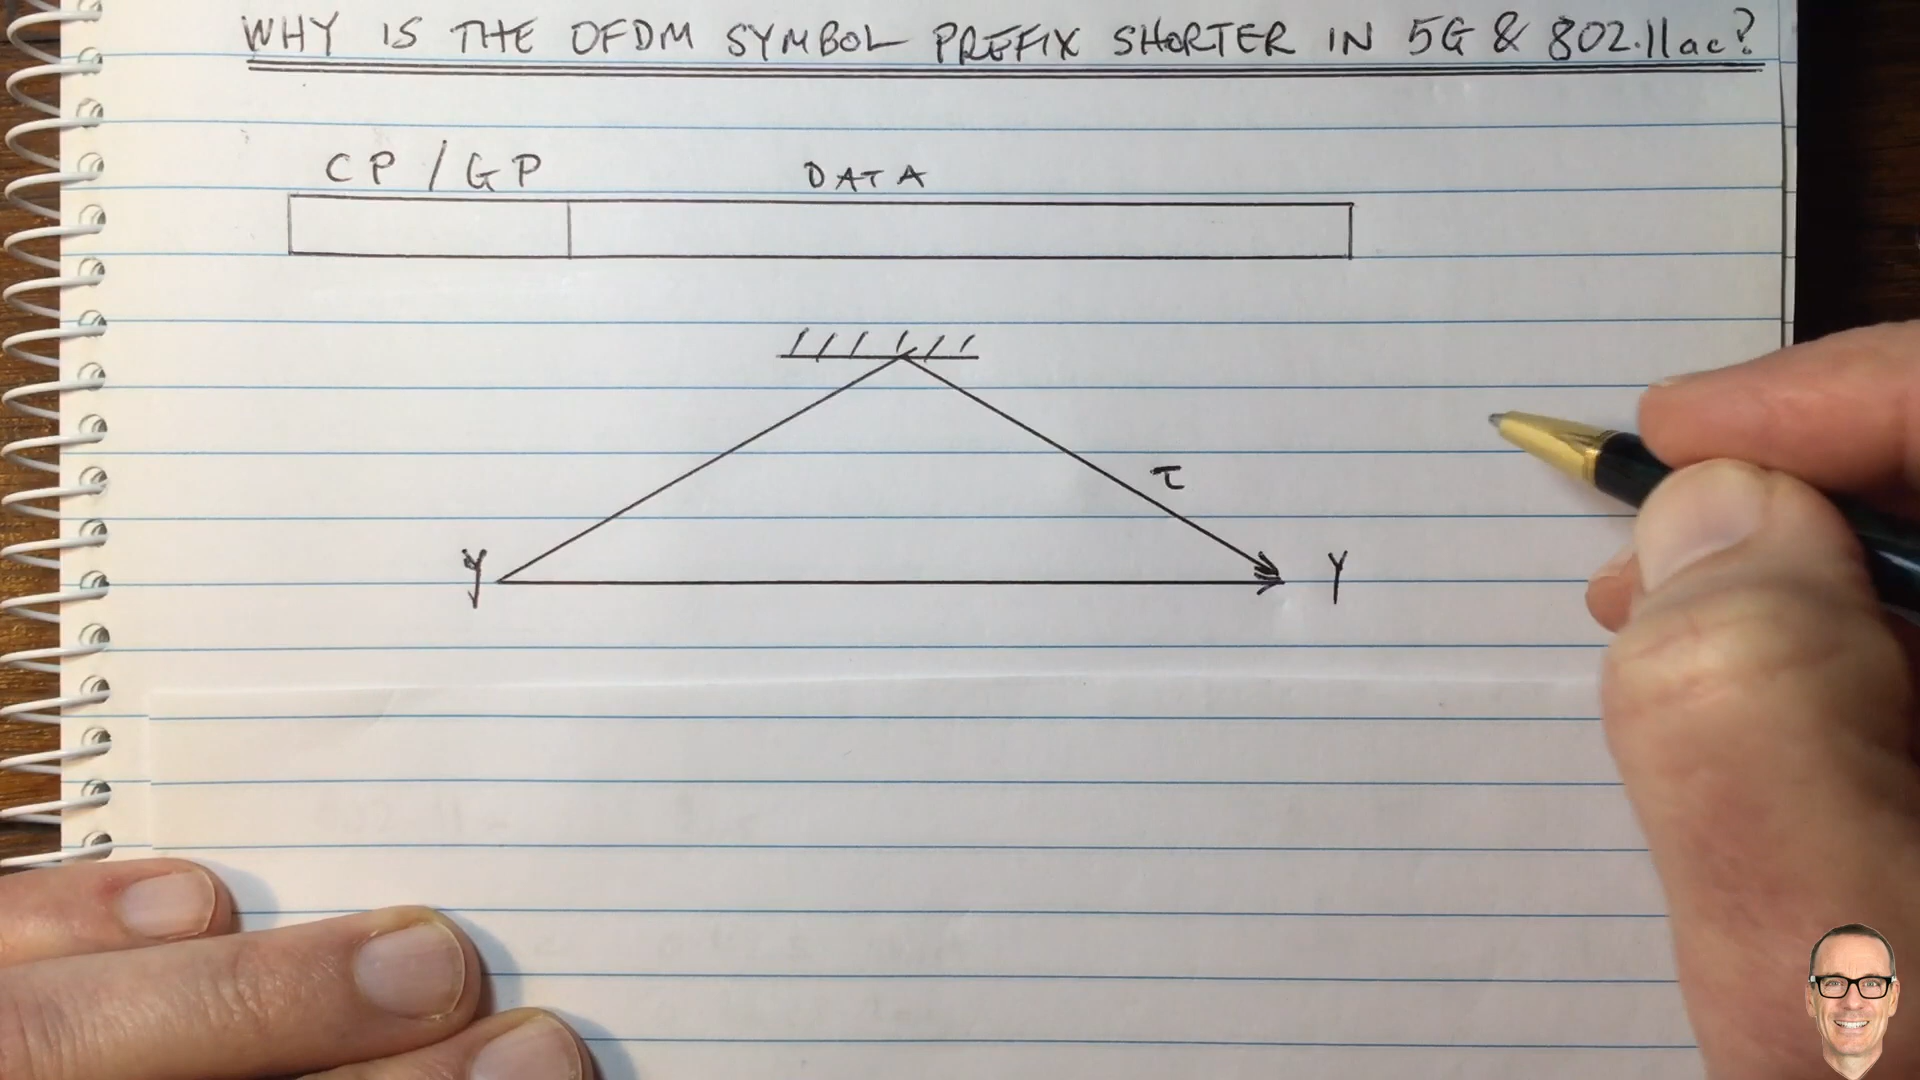 WHY IS THE OFDM SYMBOL PREFIX SHORTER IN 5G & 802.11ac?
CP / GP DATA
τ
Y Y